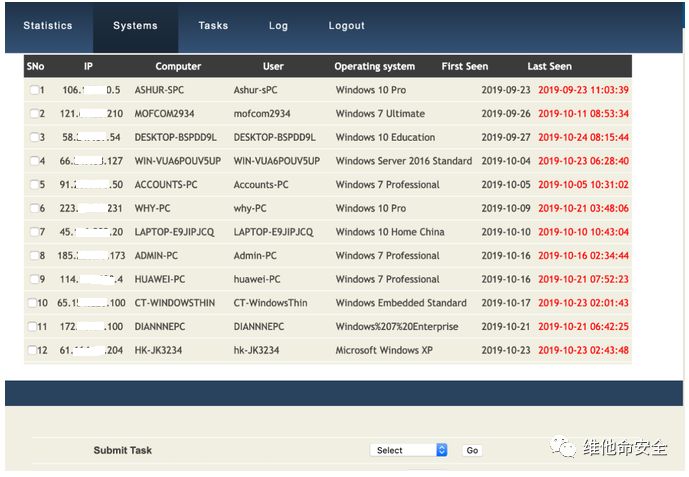 Statistics Systems Tasks Log Logout
SNo IP Computer User Operating system First Seen Last Seen
1 106. 0.5 ASHUR-SPC Ashur-sPC Windows 10 Pro 2019-09-23 2019-09-23 11:03:39
2 121. 210 MOFCOM2934 mofcom2934 Windows 7 Ultimate 2019-09-26 2019-10-11 08:53:34
3 58. .54 DESKTOP-BSPDD9L DESKTOP-BSPDD9L Windows 10 Education 2019-09-27 2019-10-24 08:15:44
4 66. .127 WIN-VUA6POUV5UP WIN-VUA6POUV5UP Windows Server 2016 Standard 2019-10-04 2019-10-23 06:28:40
5 91. .50 ACCOUNTS-PC Accounts-PC Windows 7 Professional 2019-10-05 2019-10-05 10:31:02
6 223. 231 WHY-PC why-PC Windows 10 Pro 2019-10-09 2019-10-21 03:48:06
7 45. .20 LAPTOP-E9JIPJCQ LAPTOP-E9JIPJCQ Windows 10 Home China 2019-10-10 2019-10-10 10:43:04
8 185. .173 ADMIN-PC Admin-PC Windows 7 Professional 2019-10-16 2019-10-16 02:34:44
9 114. .4 HUAWEI-PC huawei-PC Windows 7 Professional 2019-10-16 2019-10-21 07:52:23
10 65. .100 CT-WINDOWSTHIN CT-WindowsThin Windows Embedded Standard 2019-10-17 2019-10-23 02:01:43
11 172. .100 DIANNNEPC DIANNNEPC Windows%207%20Enterprise 2019-10-21 2019-10-21 06:42:25
12 61. .204 HK-JK3234 hk-JK3234 Microsoft Windows XP 2019-10-23 2019-10-23 02:43:48
Submit Task Select Go
维他命安全